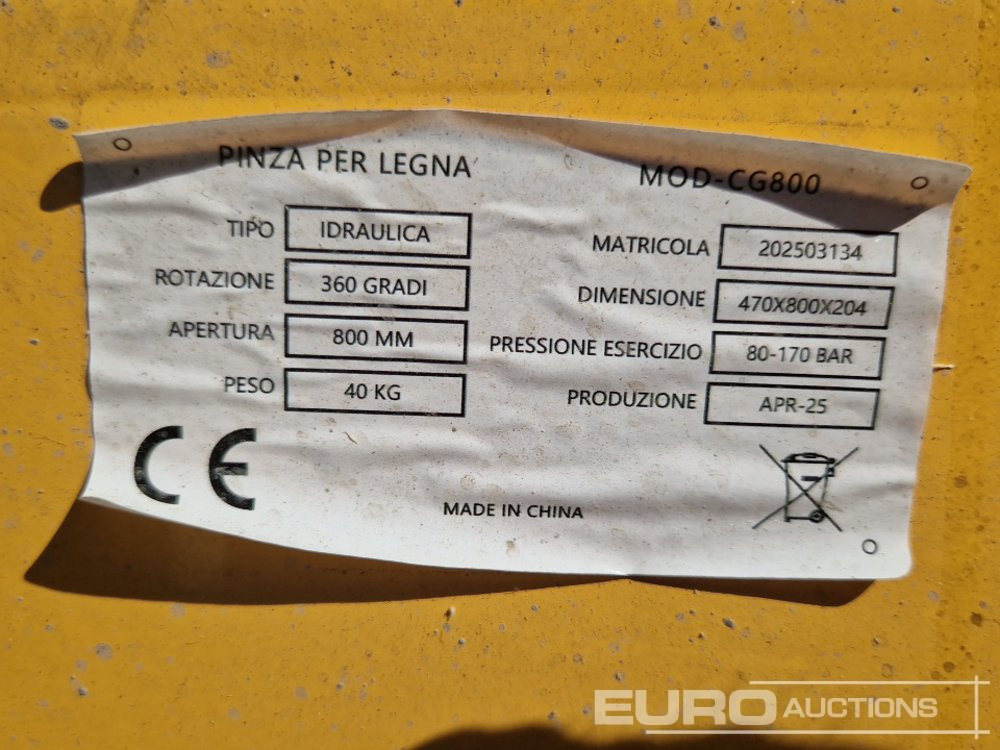 PINZA PER LEGNA
MOD-CG800
TIPO IDRAULICA
MATRICOLA 202503134
ROTAZIONE 360 GRADI
DIMENSIONE 470X800X204
APERTURA 800 MM
PRESSIONE ESERCIZIO 80-170 BAR
PESO 40 KG
PRODUZIONE APR-25
CE
MADE IN CHINA
EURO AUCTIONS